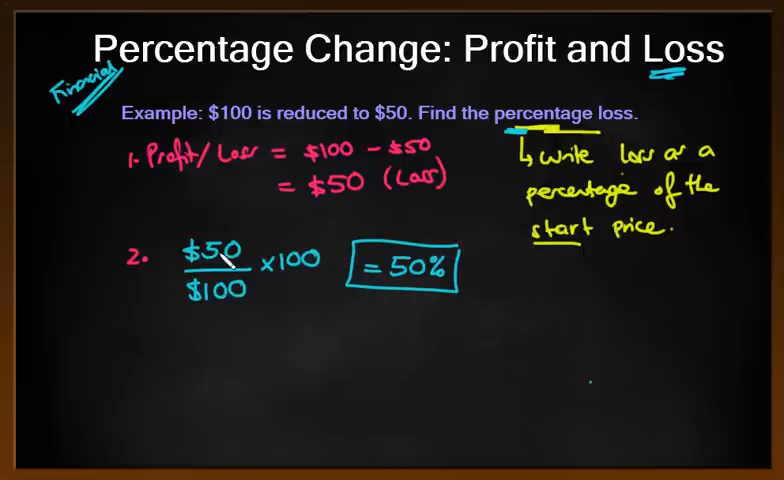 Percentage Change: Profit and Loss
Financial
Example: $100 is reduced to $50. Find the percentage loss.
1. Profit/Loss = $100 - $50
= $50 (Loss)
↳ Write loss as a
percentage of the
start price.
2. $50
$100
×100
= 50%